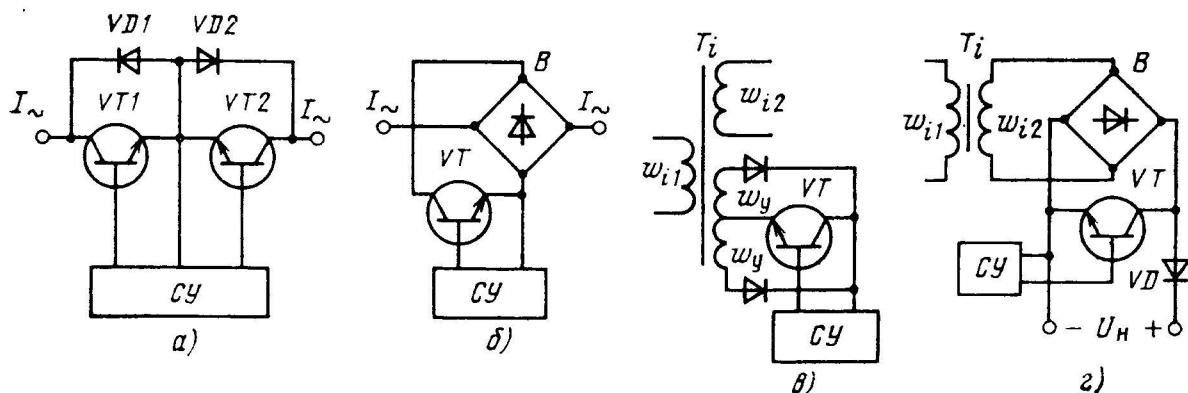 VD1 VD2
I~ VT1 VT2 I~
СУ
а)
B
I~ I~
VT
СУ
б)
Ti
wi2
wi1
wy
VT
wy
СУ
в)
Ti
B
wi1 wi2
VT
СУ
VD
- Uн +
г)